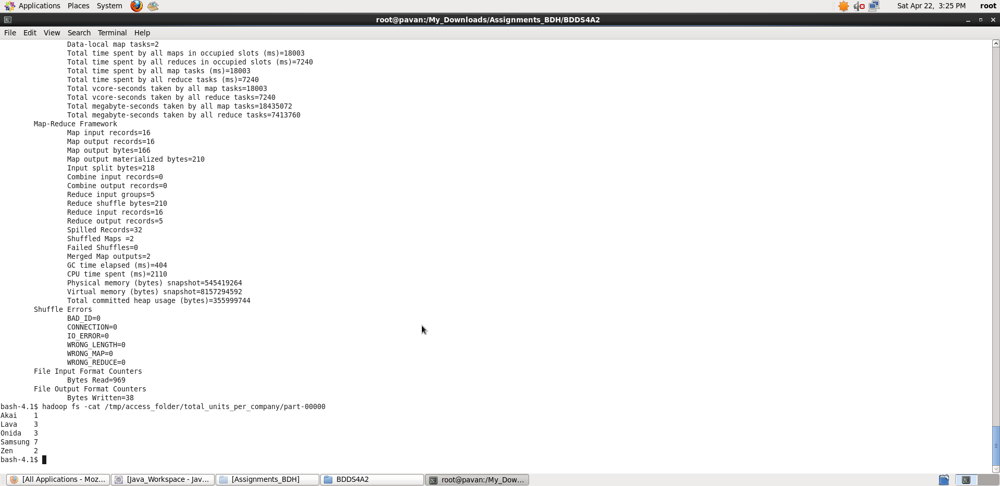 Applications Places System Sat Apr 22, 3:25 PM root
root@pavan:/My_Downloads/Assignments_BDH/BDDS4A2
File Edit View Search Terminal Help
Data-local map tasks=2
Total time spent by all maps in occupied slots (ms)=18003
Total time spent by all reduces in occupied slots (ms)=7240
Total time spent by all map tasks (ms)=18003
Total time spent by all reduce tasks (ms)=7240
Total vcore-seconds taken by all map tasks=18003
Total vcore-seconds taken by all reduce tasks=7240
Total megabyte-seconds taken by all map tasks=18435072
Total megabyte-seconds taken by all reduce tasks=7413760
Map-Reduce Framework
Map input records=16
Map output records=16
Map output bytes=166
Map output materialized bytes=210
Input split bytes=218
Combine input records=0
Combine output records=0
Reduce input groups=5
Reduce shuffle bytes=210
Reduce input records=16
Reduce output records=5
Spilled Records=32
Shuffled Maps =2
Failed Shuffles=0
Merged Map outputs=2
GC time elapsed (ms)=404
CPU time spent (ms)=2110
Physical memory (bytes) snapshot=545419264
Virtual memory (bytes) snapshot=8157294592
Total committed heap usage (bytes)=355999744
Shuffle Errors
BAD_ID=0
CONNECTION=0
IO_ERROR=0
WRONG_LENGTH=0
WRONG_MAP=0
WRONG_REDUCE=0
File Input Format Counters
Bytes Read=969
File Output Format Counters
Bytes Written=38
bash-4.1$ hadoop fs -cat /tmp/access_folder/total_units_per_company/part-00000
Akai 1
Lava 3
Onida 3
Samsung 7
Zen 2
bash-4.1$
[All Applications - Moz... [Java_Workspace - Jav... [Assignments_BDH] BDDS4A2 root@pavan:/My_Dow...